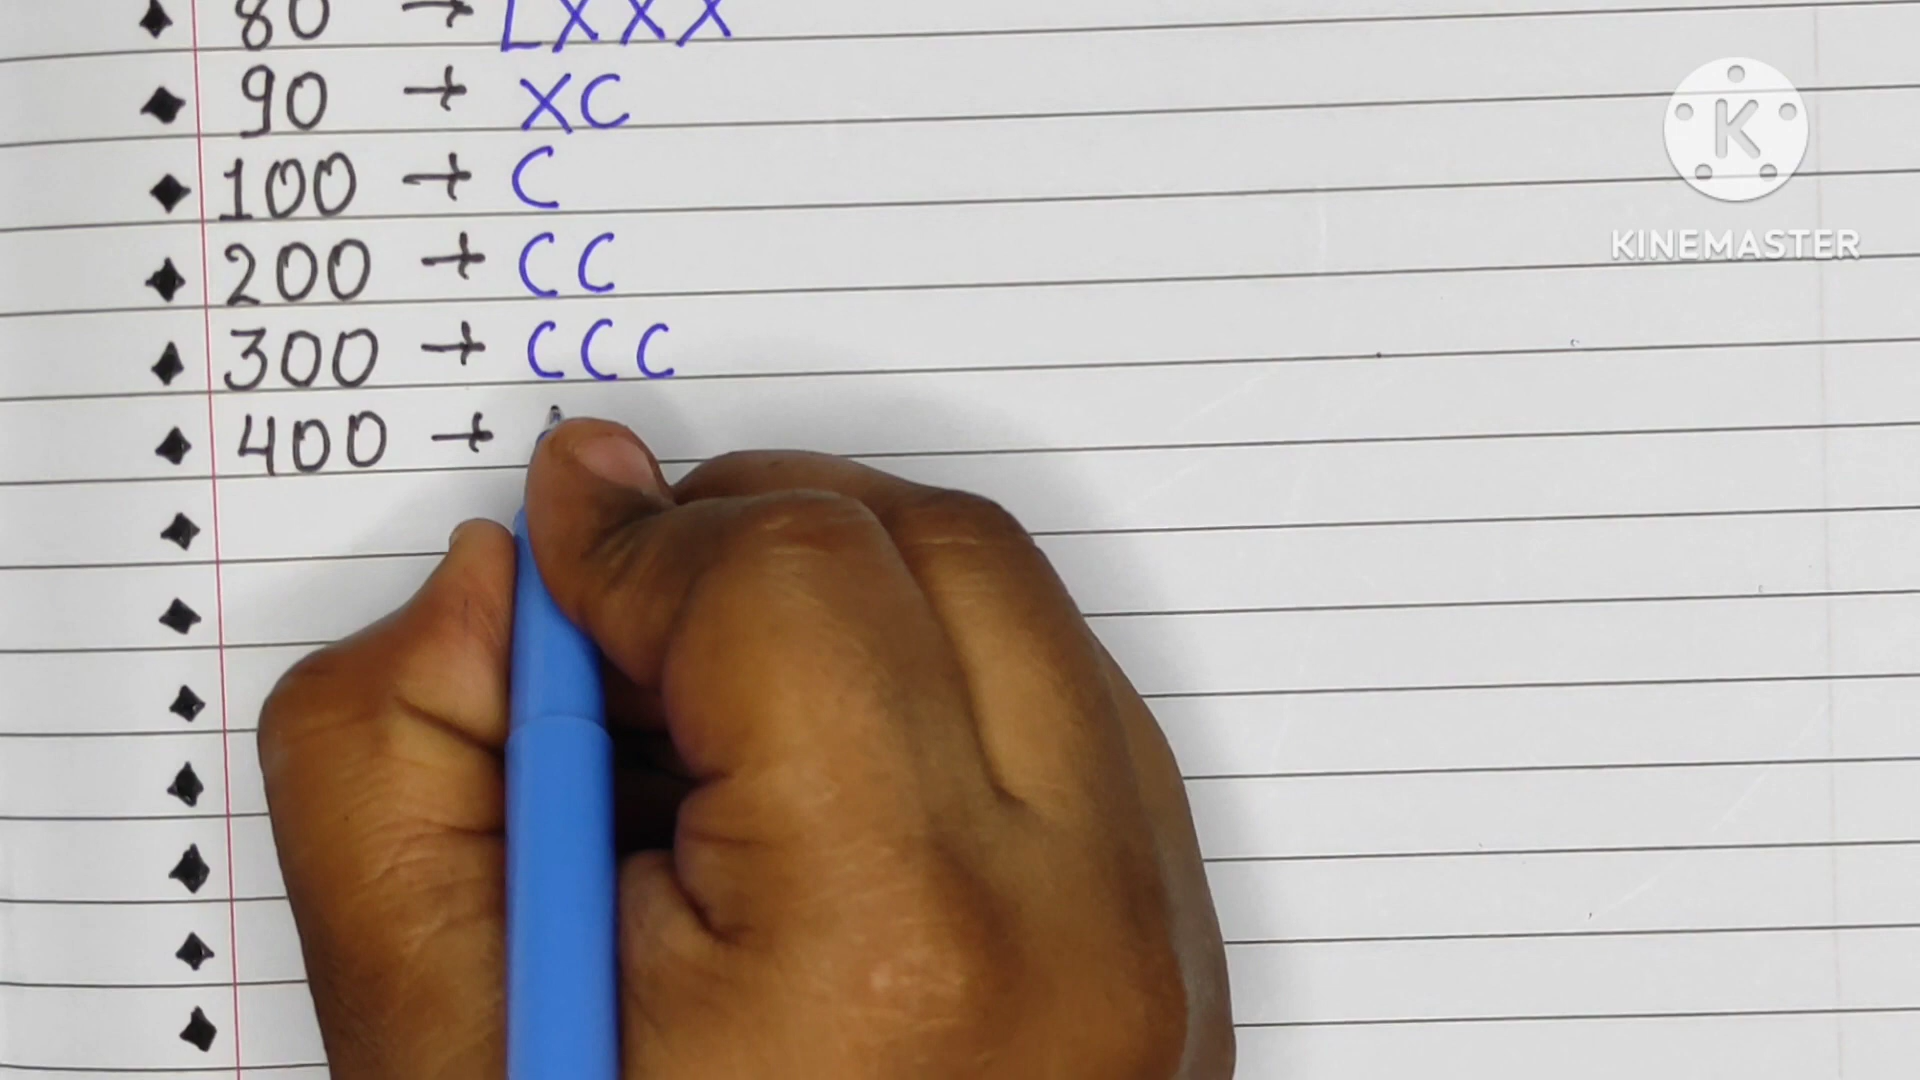 80 → LXXX
90 → XC
100 → C
200 → CC
300 → CCC
400 →
K
KINEMASTER